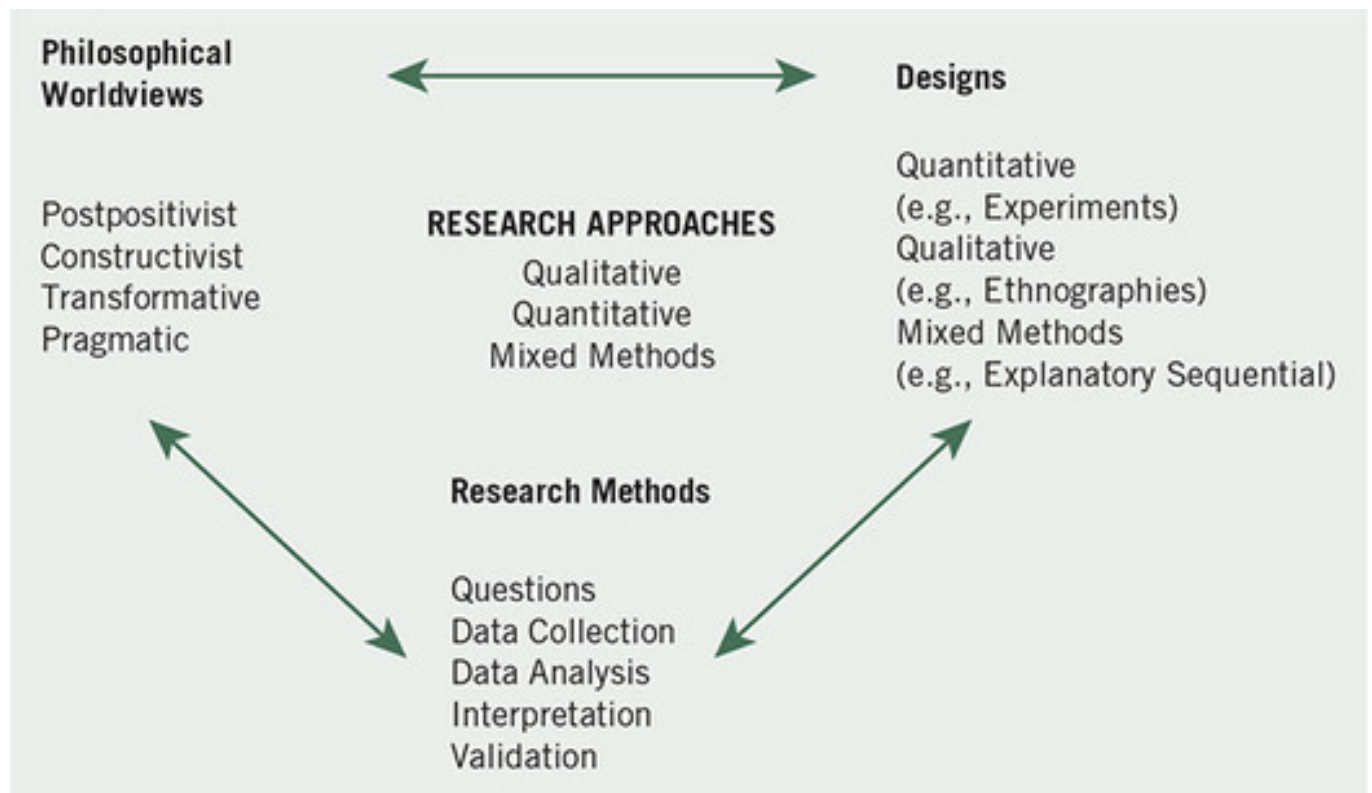 Philosophical
Worldviews
Postpositivist
Constructivist
Transformative
Pragmatic
RESEARCH APPROACHES
Qualitative
Quantitative
Mixed Methods
Designs
Quantitative
(e.g., Experiments)
Qualitative
(e.g., Ethnographies)
Mixed Methods
(e.g., Explanatory Sequential)
Research Methods
Questions
Data Collection
Data Analysis
Interpretation
Validation